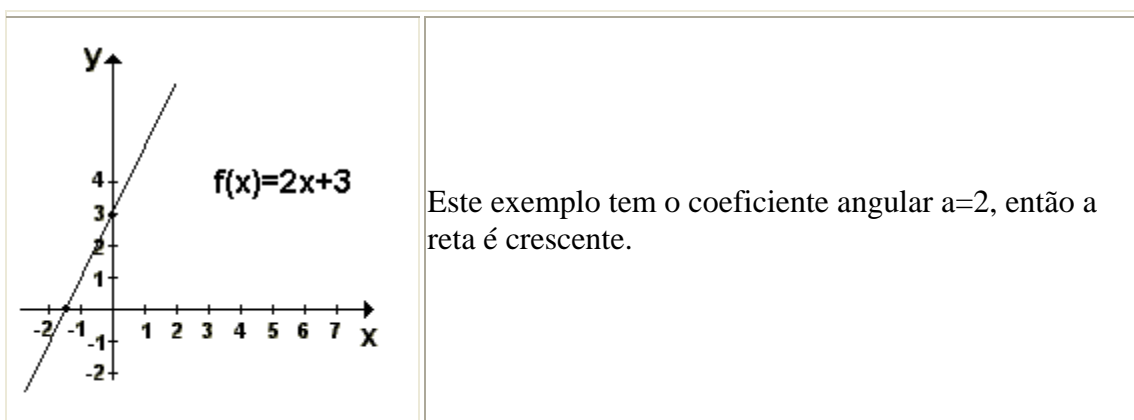 y
4
f(x)=2x+3
3
2
1
-2 -1 1 2 3 4 5 6 7 x
-1
-2
Este exemplo tem o coeficiente angular a=2, então a
reta é crescente.